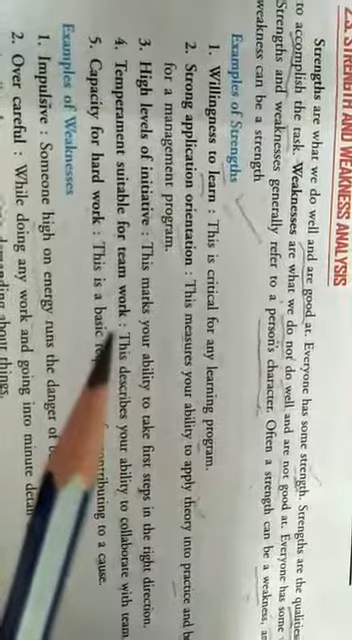 2.3. STRENGTH AND WEAKNESS ANALYSIS
Strengths are what we do well and are good at. Everyone has some strength. Strengths are the qualities
to accomplish the task. Weaknesses are what we do not do well and are not good at. Everyone has some
Strengths and weaknesses generally refer to a person's character. Often a strength can be a weakness,
weakness can be a strength
Examples of Strengths
1. Willingness to learn : This is critical for any learning program.
2. Strong application orientation : This measures your ability to apply theory into practice and
for a management program.
3. High levels of initiative : This marks your ability to take first steps in the right direction.
4. Temperament suitable for team work : This describes your ability to collaborate with team
5. Capacity for hard work : This is a basic contributing to a cause.
Examples of Weaknesses
1. Impulsive : Someone high on energy runs the danger of
2. Over careful : While doing any work and going into minute
demanding about things.